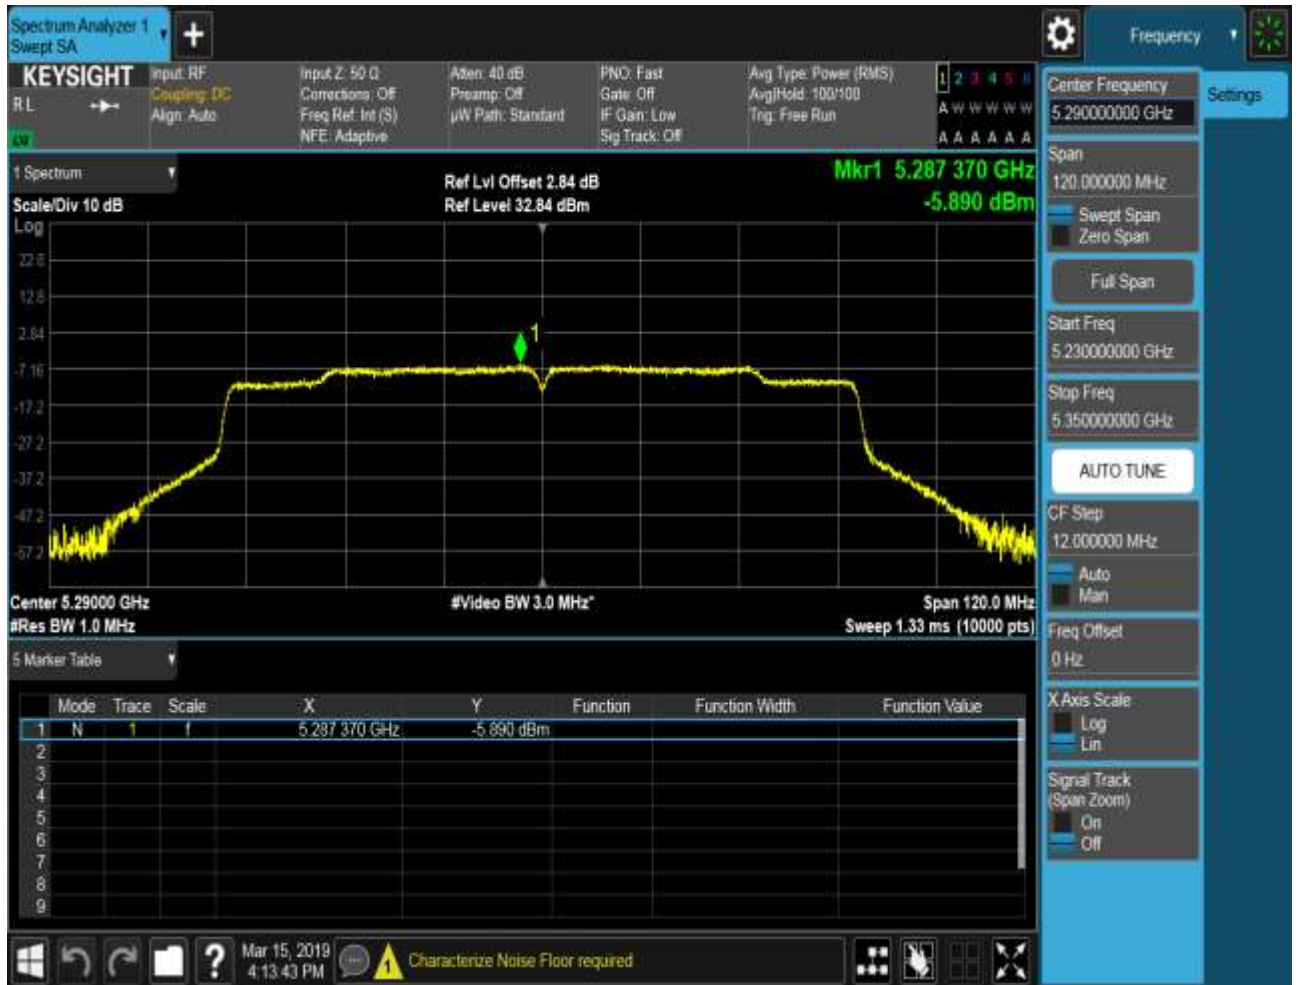 Spectrum Analyzer 1
Swept SA
+
Frequency
KEYSIGHT
RL
Input: RF
Coupling: DC
Align: Auto
Input Z: 50 Ω
Corrections: Off
Freq Ref: Int (S)
NFE: Adaptive
Atten: 40 dB
Preamp: Off
µW Path: Standard
PNO: Fast
Gate: Off
IF Gain: Low
Sig Track: Off
Avg Type: Power (RMS)
Avg|Hold: 100/100
Trig: Free Run
1 2 3 4 5 6
A W W W W W
A A A A A A
1 Spectrum
Scale/Div 10 dB
Ref Lvl Offset 2.84 dB
Ref Level 32.84 dBm
Mkr1 5.287 370 GHz
-5.890 dBm
Log
22.8
12.8
2.84
-7.16
-17.2
-27.2
-37.2
-47.2
-57.2
1
Center 5.29000 GHz
#Res BW 1.0 MHz
#Video BW 3.0 MHz*
Span 120.0 MHz
Sweep 1.33 ms (10000 pts)
5 Marker Table
Mode Trace Scale X Y Function Function Width Function Value
1 N 1 f 5.287 370 GHz -5.890 dBm
2
3
4
5
6
7
8
9
Mar 15, 2019
4:13:43 PM
?
1
Characterize Noise Floor required
Center Frequency
5.290000000 GHz
Settings
Span
120.000000 MHz
Swept Span
Zero Span
Full Span
Start Freq
5.230000000 GHz
Stop Freq
5.350000000 GHz
AUTO TUNE
CF Step
12.000000 MHz
Auto
Man
Freq Offset
0 Hz
X Axis Scale
Log
Lin
Signal Track
(Span Zoom)
On
Off